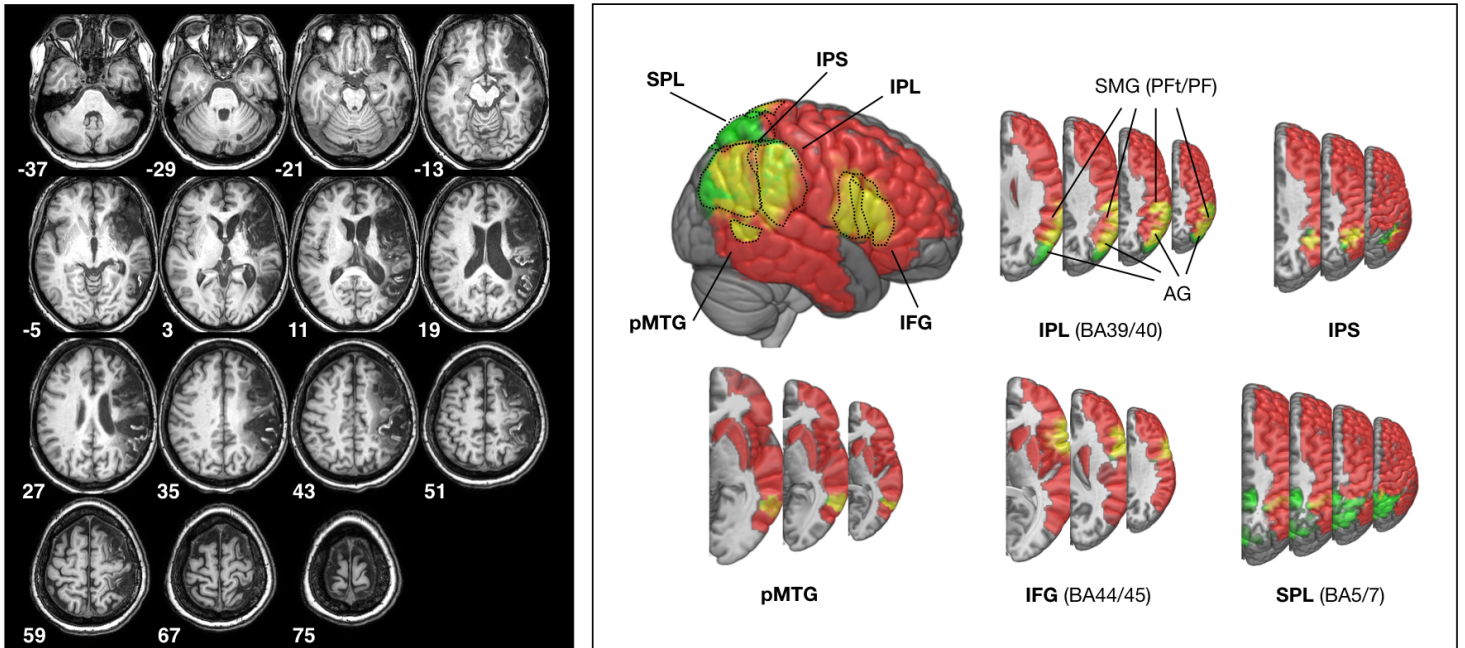 -37
-29
-21
-13
-5
3
11
19
27
35
43
51
59
67
75
SPL
IPS
IPL
pMTG
IFG
SMG (PFt/PF)
AG
IPL (BA39/40)
IPS
pMTG
IFG (BA44/45)
SPL (BA5/7)